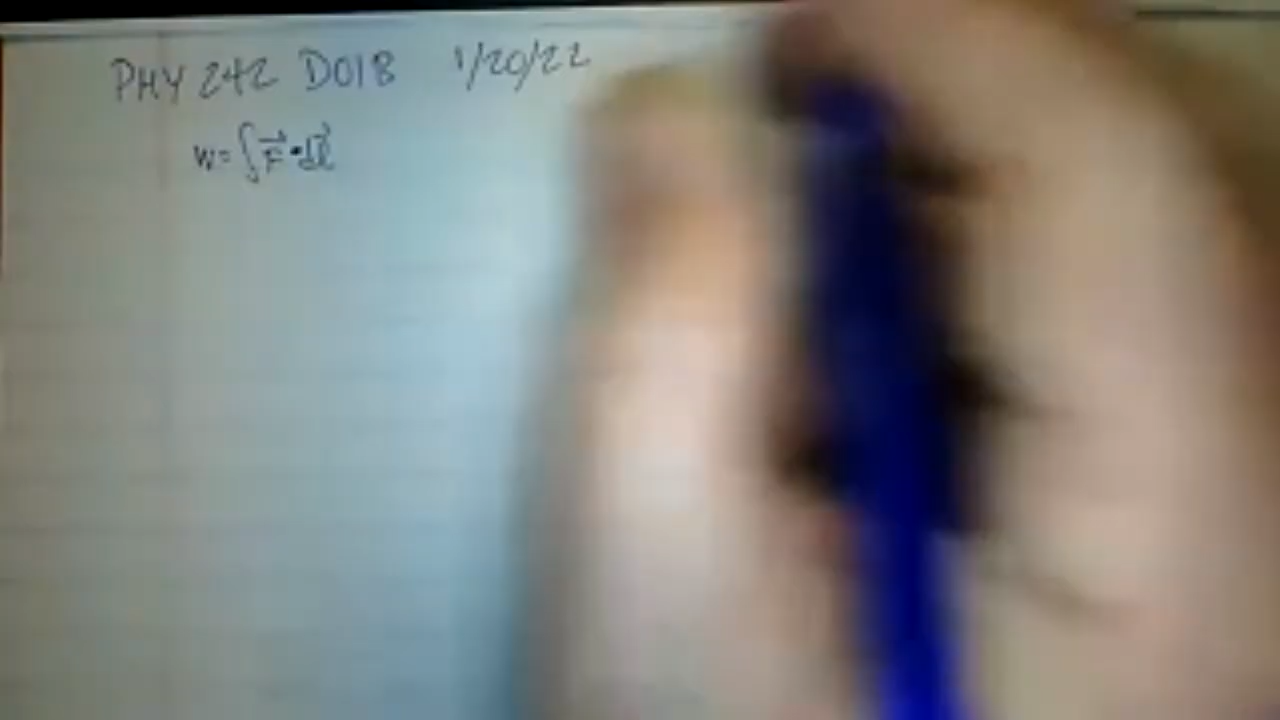 PHY 242 D01B 1/20/22
W = ∫ F⃗ • dl⃗